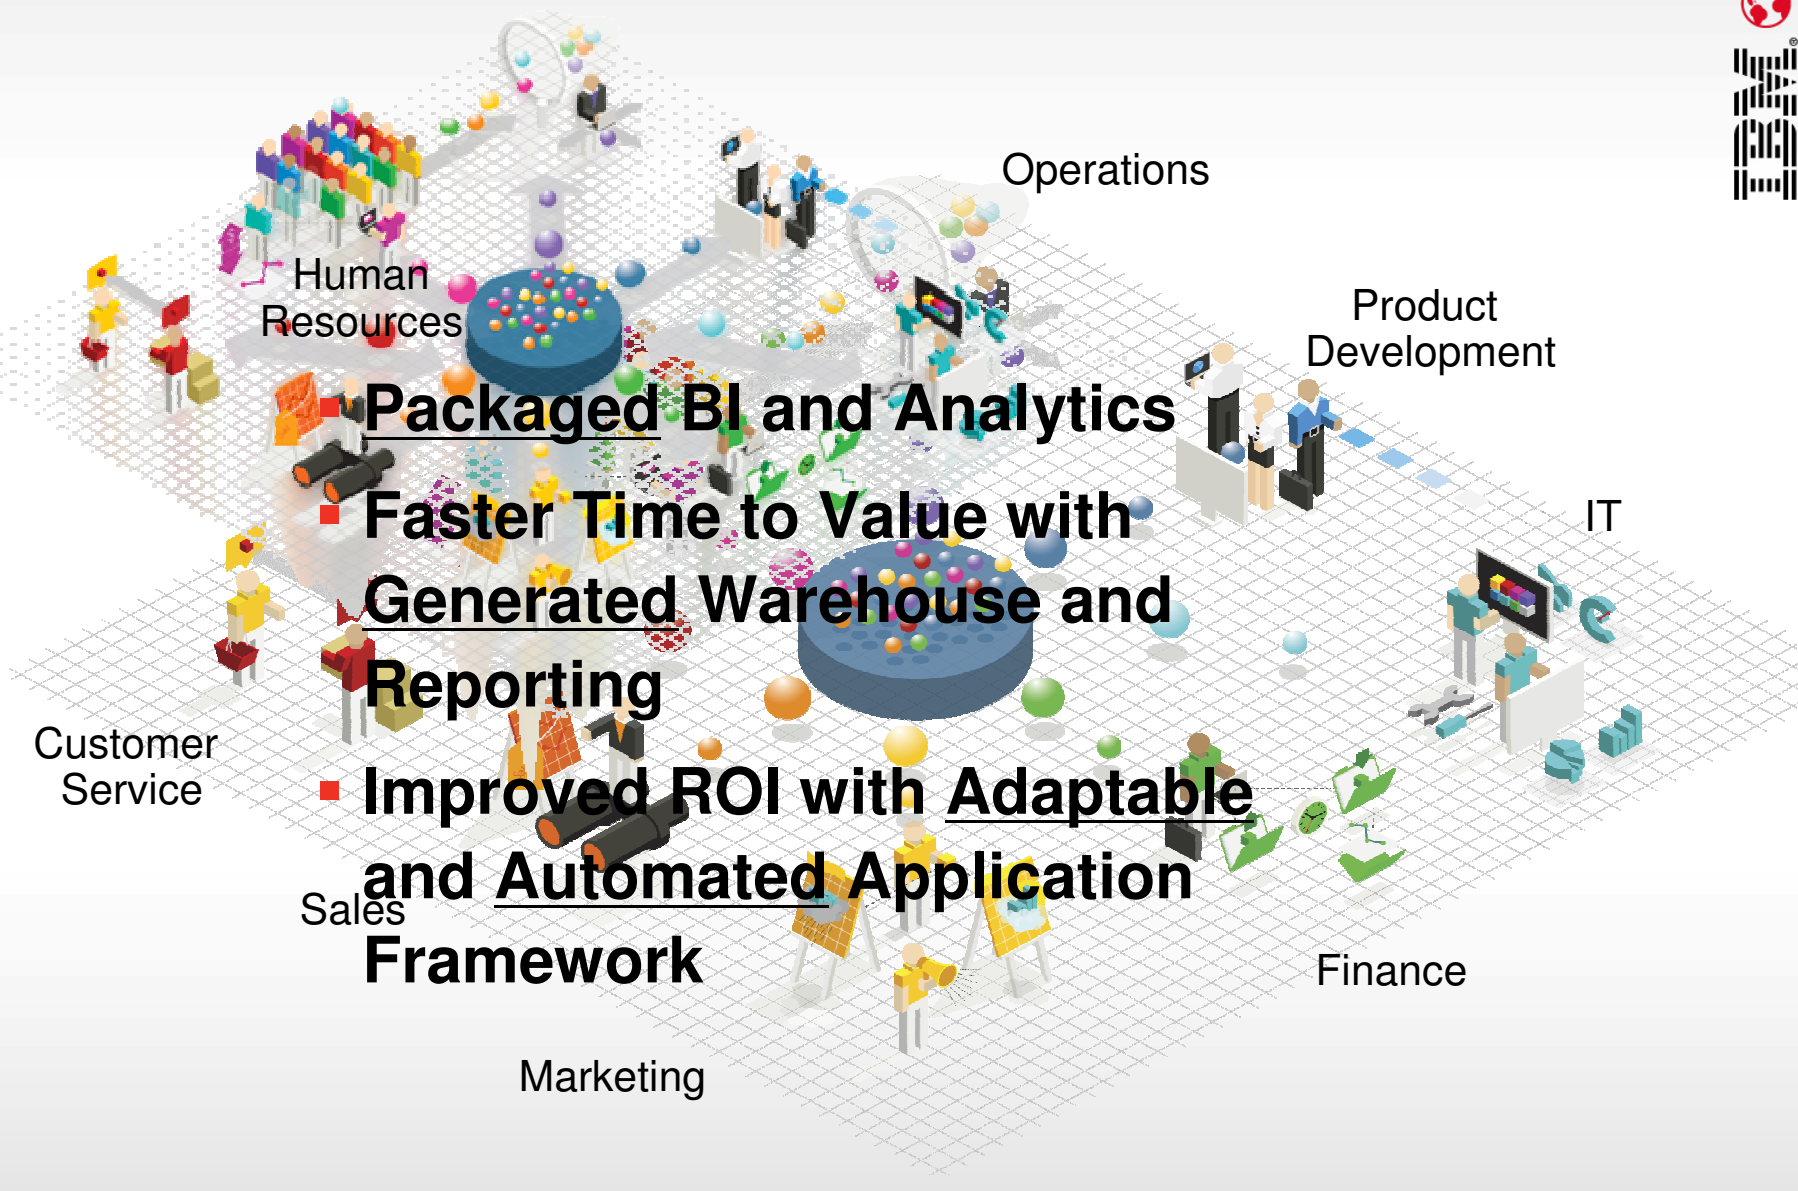 IBM®
Operations
Human
Resources
Product
Development
■ Packaged BI and Analytics
■ Faster Time to Value with
Generated Warehouse and
Reporting
IT
Customer
Service
■ Improved ROI with Adaptable
and Automated Application
Framework
Sales
Finance
Marketing